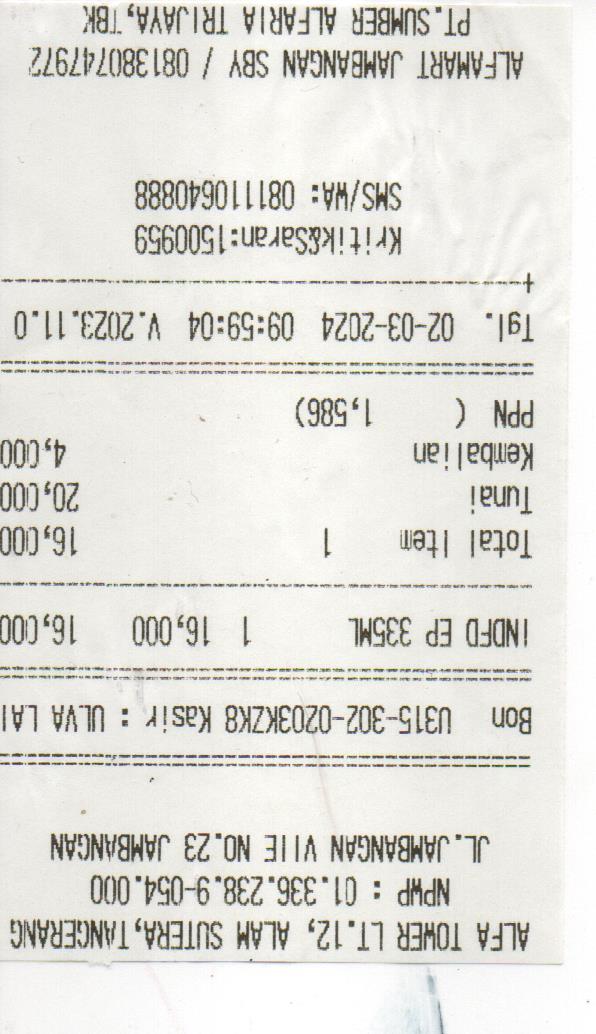 ALFA TOWER LT.12, ALAM SUTERA,TANGERANG
NPWP : 01.336.238.9-054.000
JL.JAMBANGAN VIIE NO.23 JAMBANGAN
Bon U315-302-0203KZK8 Kasir : ULVA LAI
INDFD EP 335ML 1 16,000 16,000
Total Item 1 16,000
Tunai 20,000
Kembalian 4,000
PPN ( 1,586)
Tgl. 02-03-2024 09:59:04 V.2023.11.0
Kritik&Saran:1500959
SMS/WA: 081110640888
ALFAMART JAMBANGAN SBY / 081380747972
PT.SUMBER ALFARIA TRIJAYA,TBK